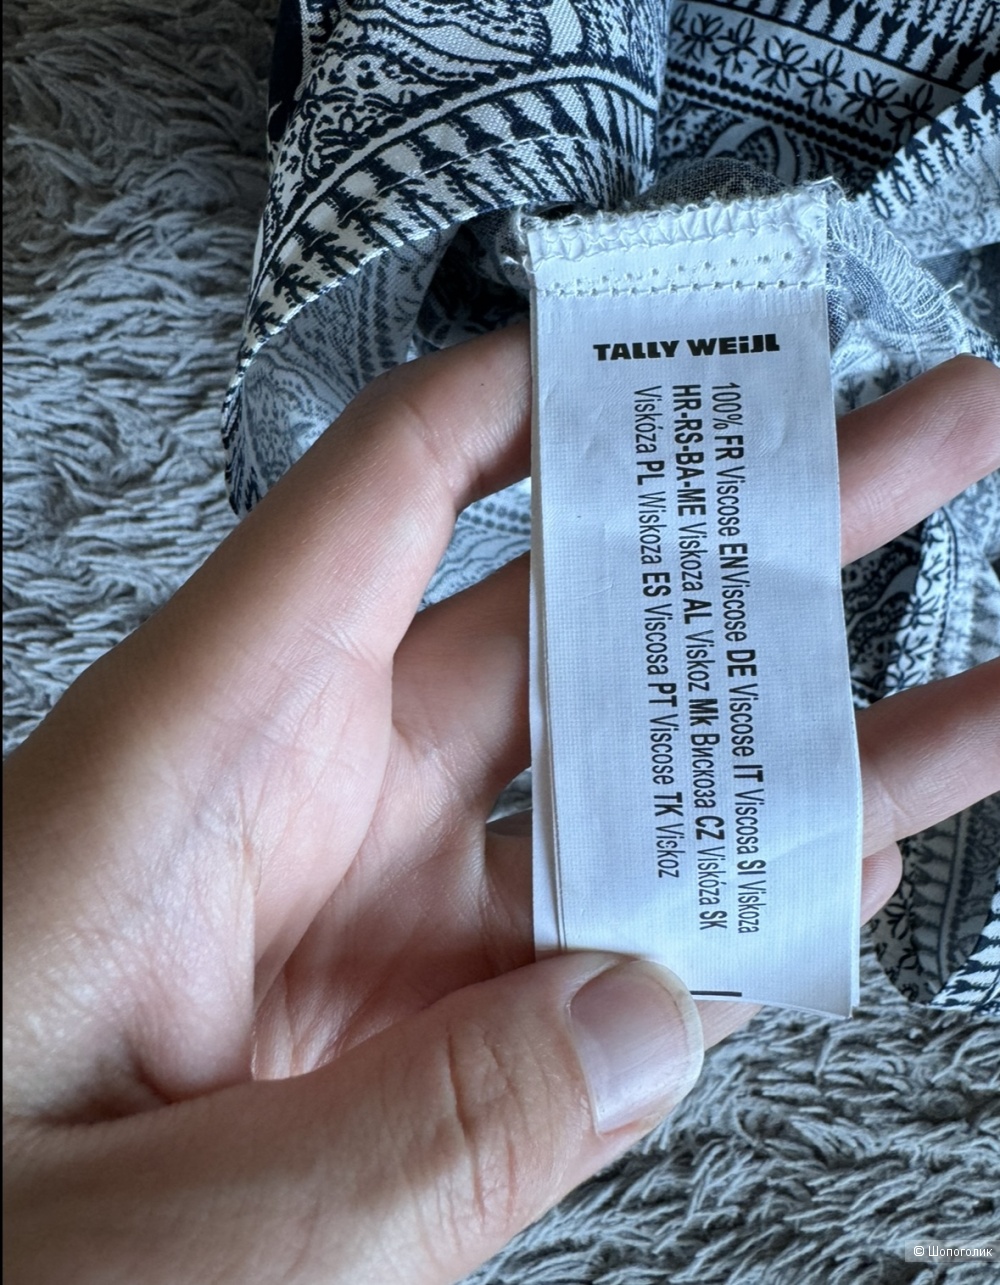 TALLY WEiJL
100% FR Viscose EN Viscose DE Viscose IT Viscosa SI Viskoza
HR-RS-BA-ME Viskoza AL Viskoz Mk Вискоза CZ Viskóza SK
Viskóza PL Wiskoza ES Viscosa PT Viscose TK Viskoz
© Шопоголик